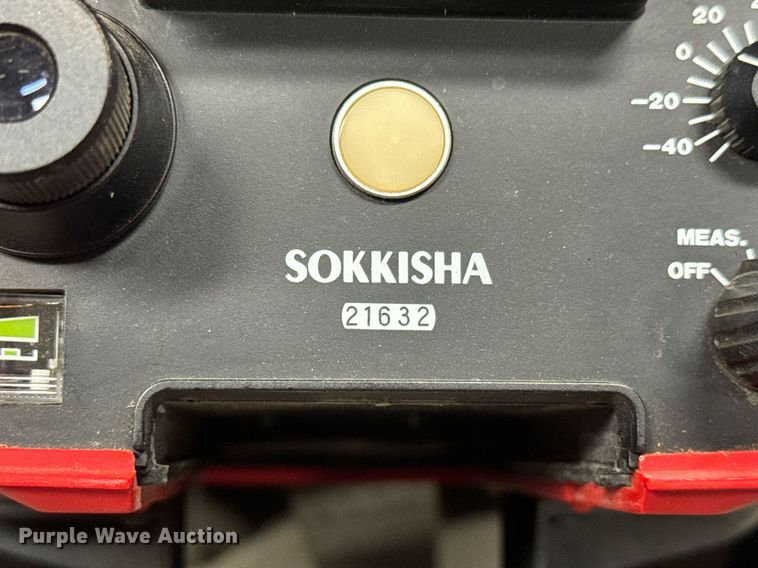 20
0
-20
-40
MEAS.
OFF
SOKKISHA
21632
Purple Wave Auction